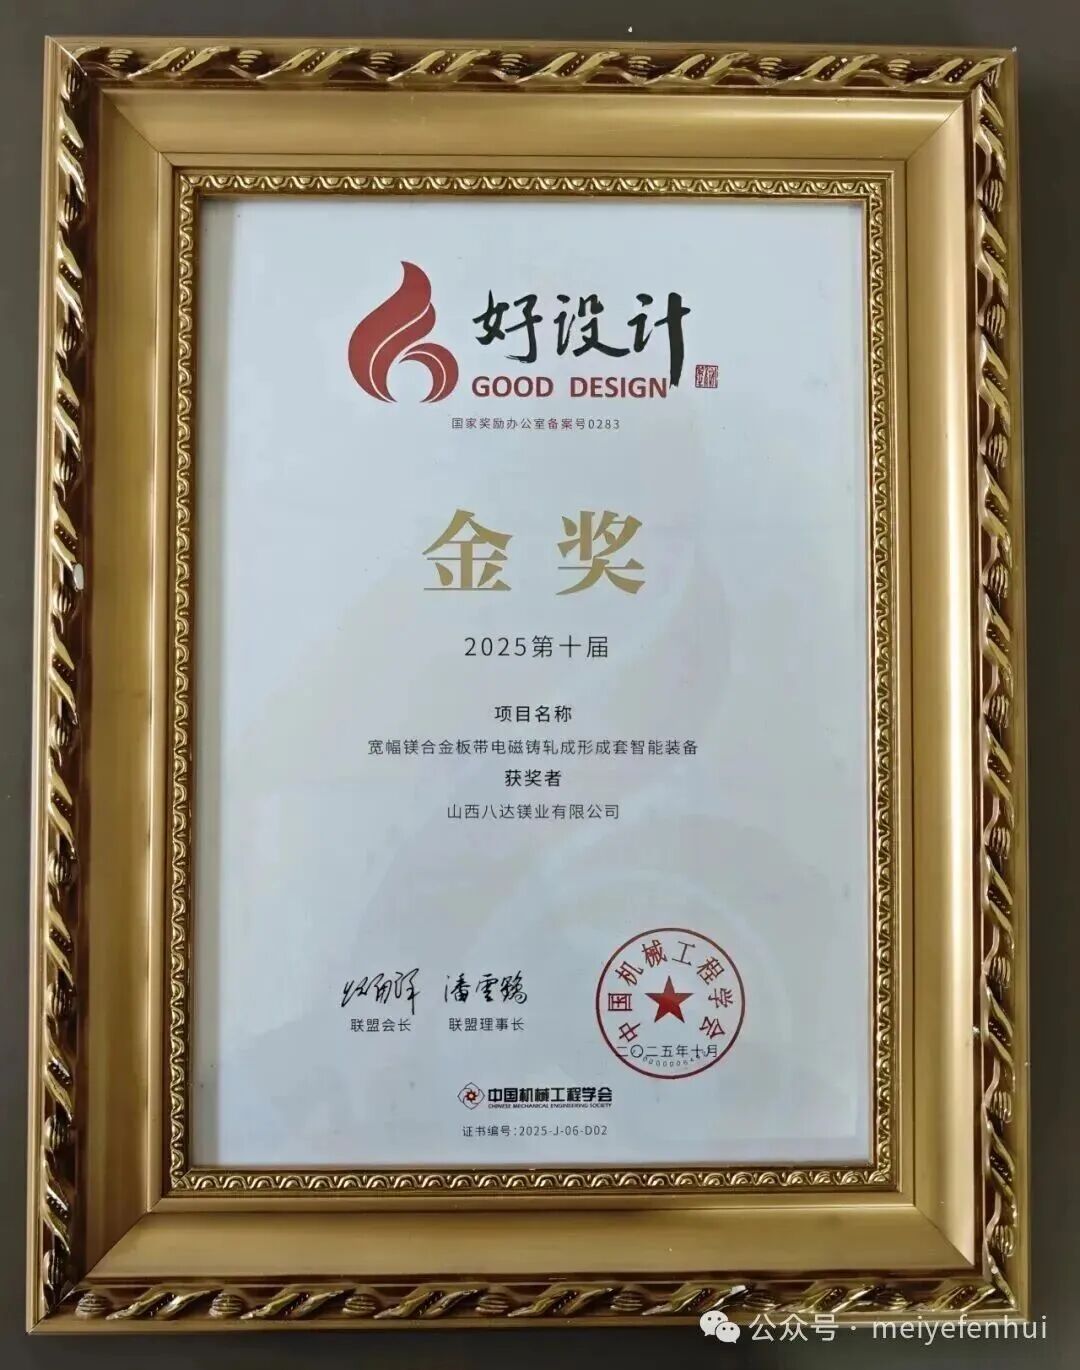 好设计
GOOD DESIGN
国家奖励办公室备案号0283
金奖
2025第十届
项目名称
宽幅镁合金板带电磁铸轧成形成套智能装备
获奖者
山西八达镁业有限公司
潘云鹤
联盟会长
联盟理事长
中国机械工程学会
二〇二五年十月
中国机械工程学会
CHINESE MECHANICAL ENGINEERING SOCIETY
证书编号:2025-J-06-D02
公众号·meiyefenhui